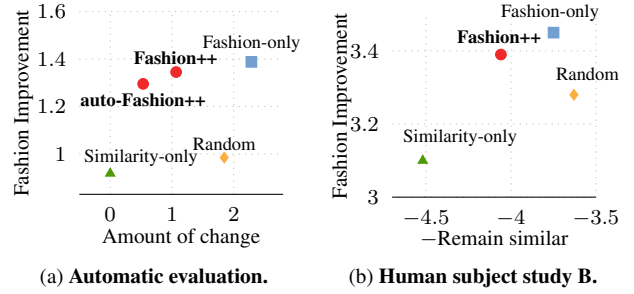 Fashion Improvement
1.6
1.4
1.2
1
Fashion-only
Fashion++
auto-Fashion++
Similarity-only
Random
0
1
2
Amount of change
(a) Automatic evaluation.
Fashion Improvement
3.4
3.2
3
Fashion-only
Fashion++
Random
Similarity-only
−4.5
−4
−3.5
−Remain similar
(b) Human subject study B.